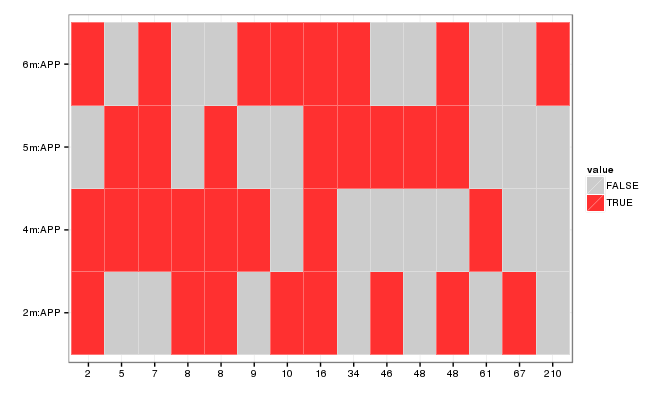 6m:APP
5m:APP
4m:APP
2m:APP
2 5 7 8 8 9 10 16 34 46 48 48 61 67 210
value
FALSE
TRUE